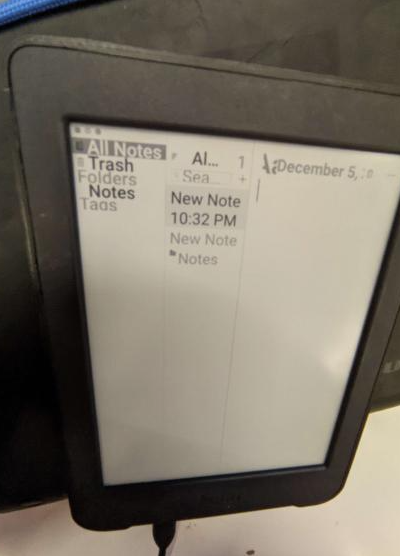 All Notes
Trash
Folders
Notes
Tags
Al... 1
Sea... +
New Note
10:32 PM
New Note
Notes
December 5,